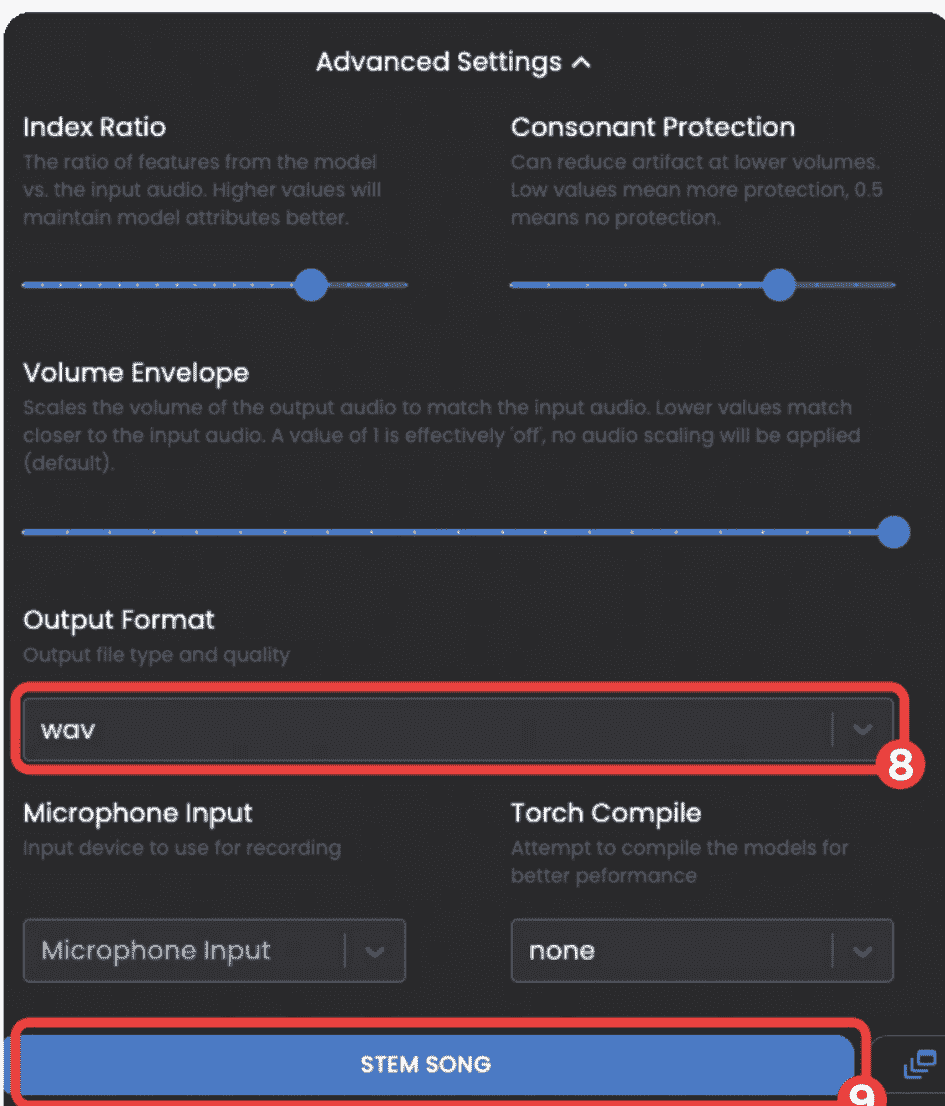 Advanced Settings
Index Ratio
The ratio of features from the model
vs. the input audio. Higher values will
maintain model attributes better.
Consonant Protection
Can reduce artifact at lower volumes.
Low values mean more protection, 0.5
means no protection.
Volume Envelope
Scales the volume of the output audio to match the input audio. Lower values match
closer to the input audio. A value of 1 is effectively 'off', no audio scaling will be applied
(default).
Output Format
Output file type and quality
wav
8
Microphone Input
Input device to use for recording
Microphone Input
Torch Compile
Attempt to compile the models for
better peformance
none
STEM SONG
9